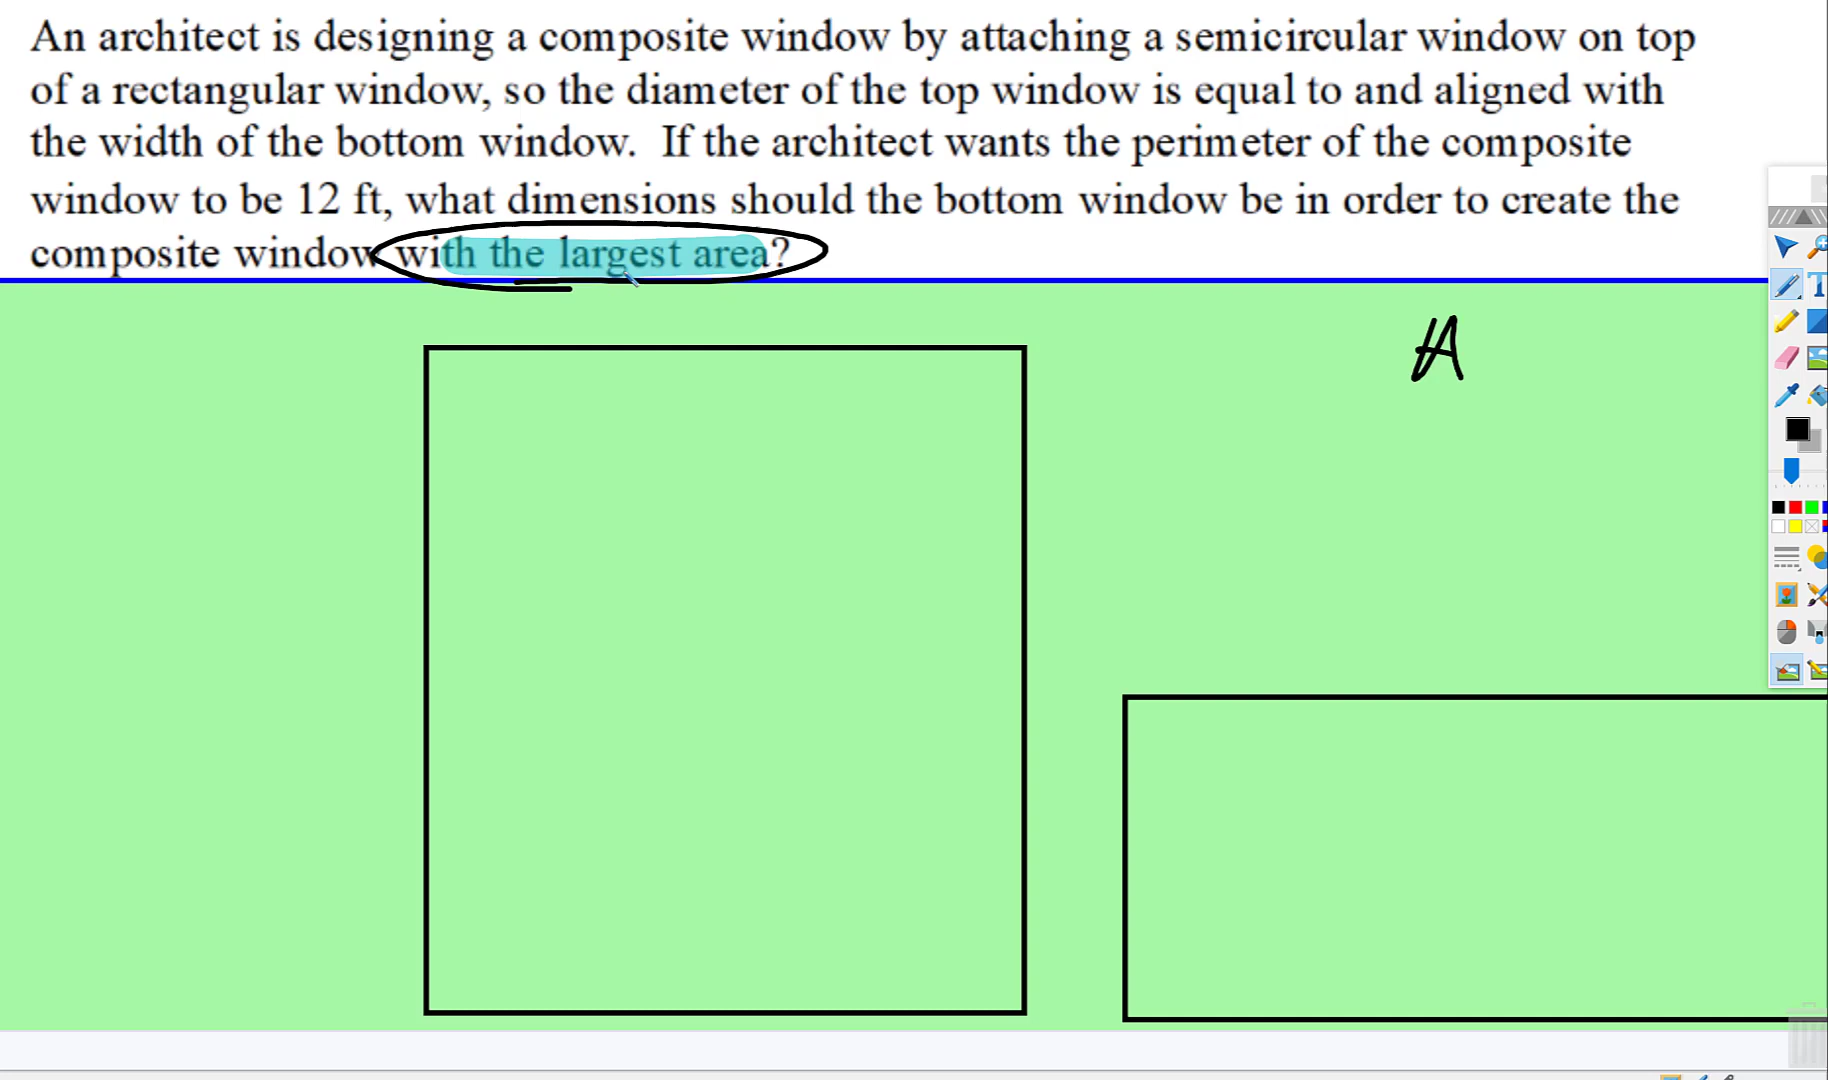 An architect is designing a composite window by attaching a semicircular window on top
of a rectangular window, so the diameter of the top window is equal to and aligned with
the width of the bottom window. If the architect wants the perimeter of the composite
window to be 12 ft, what dimensions should the bottom window be in order to create the
composite window with the largest area?
A
T